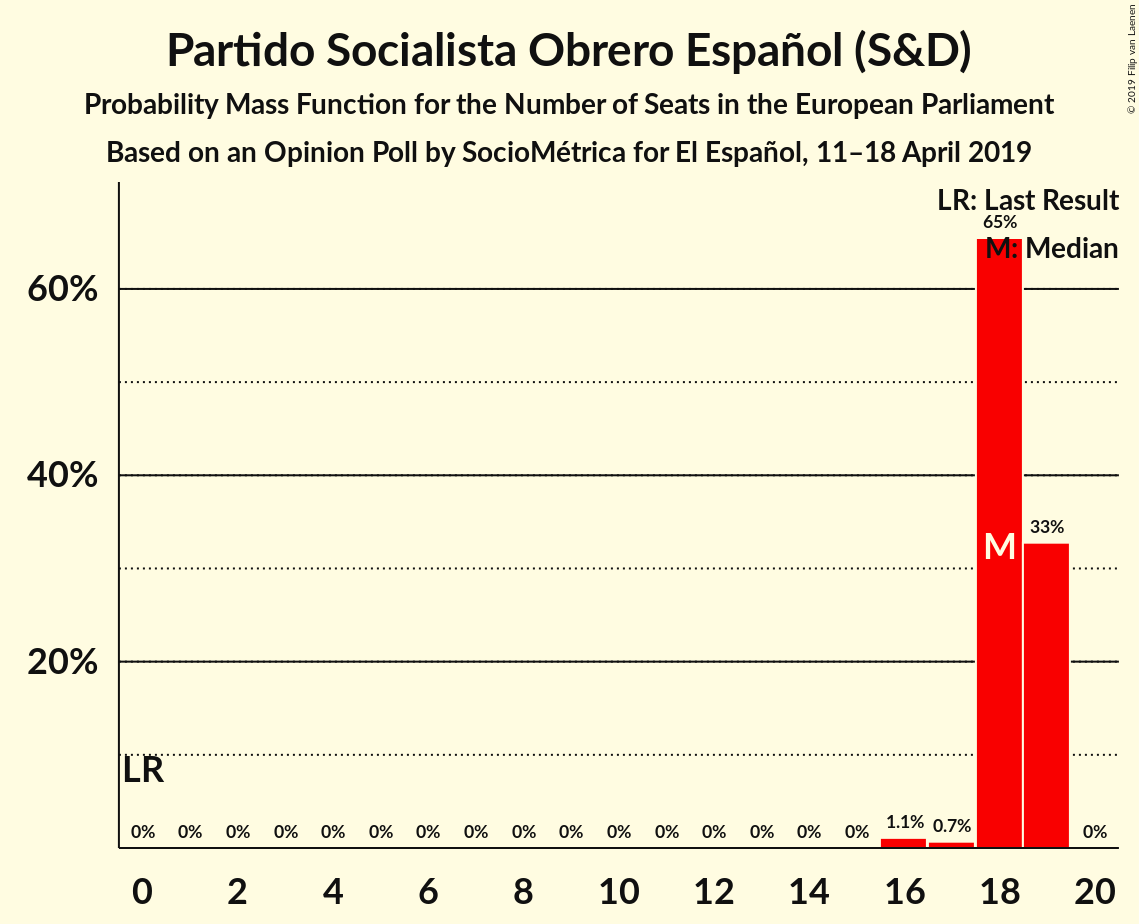 Partido Socialista Obrero Español (S&D)
Probability Mass Function for the Number of Seats in the European Parliament
Based on an Opinion Poll by SocioMétrica for El Español, 11–18 April 2019
© 2019 Filip van Laenen
LR: Last Result
65%
M: Median
60%
40%
33%
M
20%
LR
0% 0% 0% 0% 0% 0% 0% 0% 0% 0% 0% 0% 0% 0% 0% 0% 1.1% 0.7% 0%
0 2 4 6 8 10 12 14 16 18 20